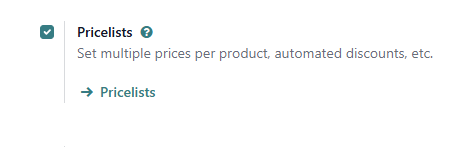 Pricelists ?
Set multiple prices per product, automated discounts, etc.
→ Pricelists